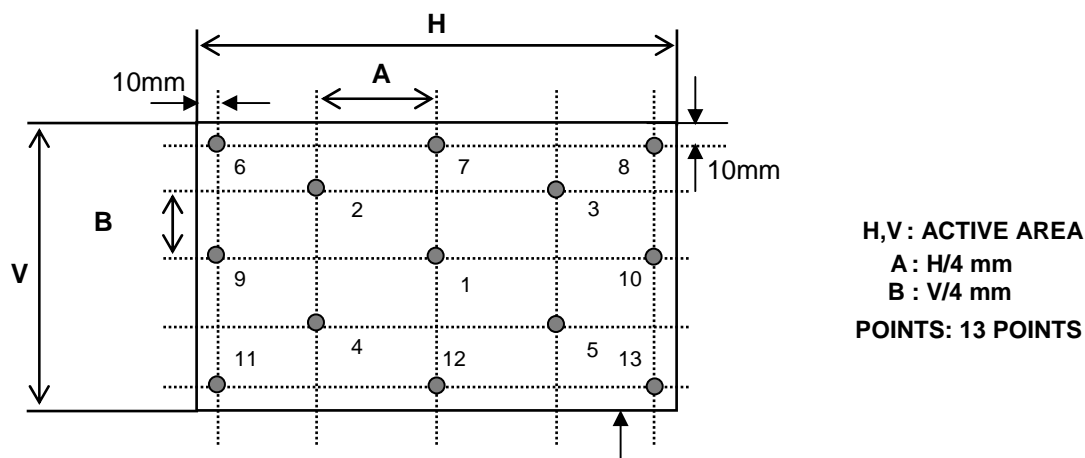 H
10mm
A
6
7
8
10mm
2
3
B
V
9
1
10
H,V : ACTIVE AREA
A : H/4 mm
B : V/4 mm
POINTS: 13 POINTS
4
5
11
12
13